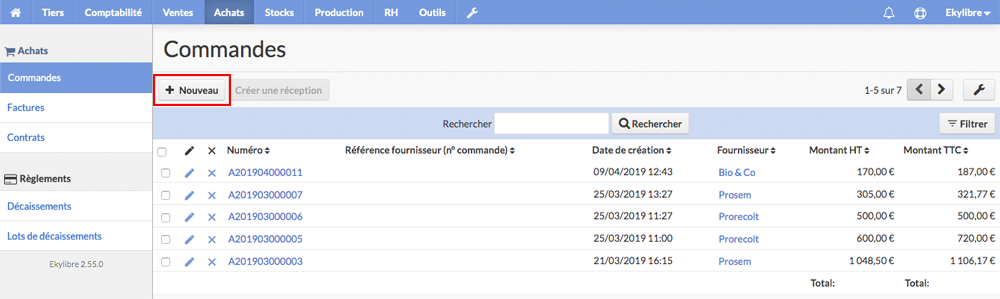 Tiers Comptabilité Ventes Achats Stocks Production RH Outils Ekylibre
Achats
Commandes
Factures
Contrats
Règlements
Décaissements
Lots de décaissements
Ekylibre 2.55.0
Commandes
Nouveau Créer une réception 1-5 sur 7
Rechercher Rechercher Filtrer
Numéro Référence fournisseur (n° commande) Date de création Fournisseur Montant HT Montant TTC
A201904000011 09/04/2019 12:43 Bio & Co 170,00 € 187,00 €
A201903000007 25/03/2019 13:27 Prosem 305,00 € 321,77 €
A201903000006 25/03/2019 11:27 Prorecolt 500,00 € 500,00 €
A201903000005 25/03/2019 11:00 Prorecolt 600,00 € 720,00 €
A201903000003 21/03/2019 16:15 Prosem 1 048,50 € 1 106,17 €
Total: Total: